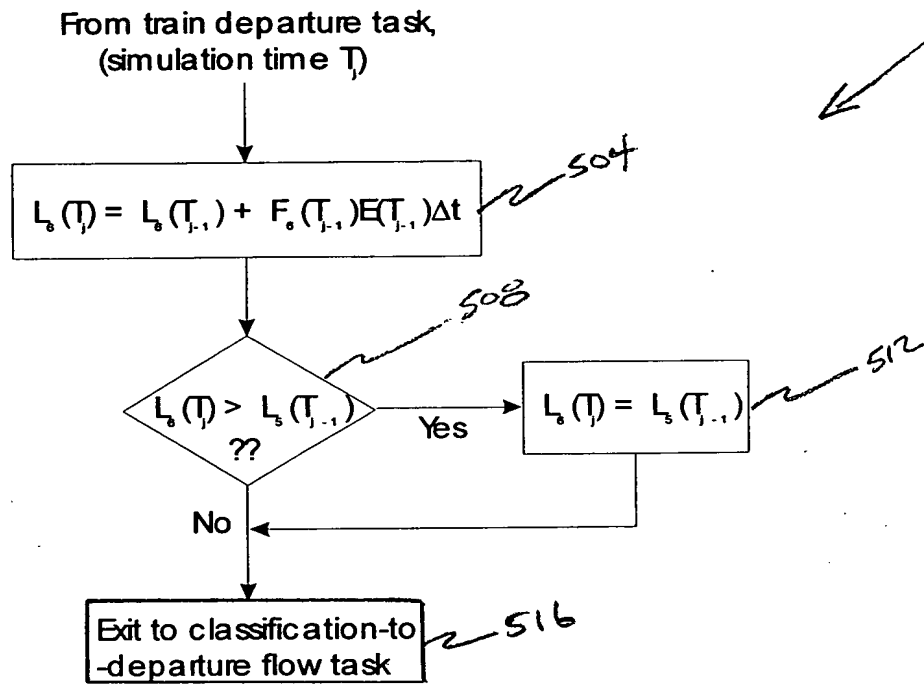 From train departure task,
(simulation time Tⱼ)
504
L₆(Tⱼ) = L₆(Tⱼ₋₁) + F₆(Tⱼ₋₁)E(Tⱼ₋₁)Δt
508
512
L₆(Tⱼ) > L₅(Tⱼ₋₁)
??
Yes
L₆(Tⱼ) = L₅(Tⱼ₋₁)
No
Exit to classification-to
-departure flow task
516